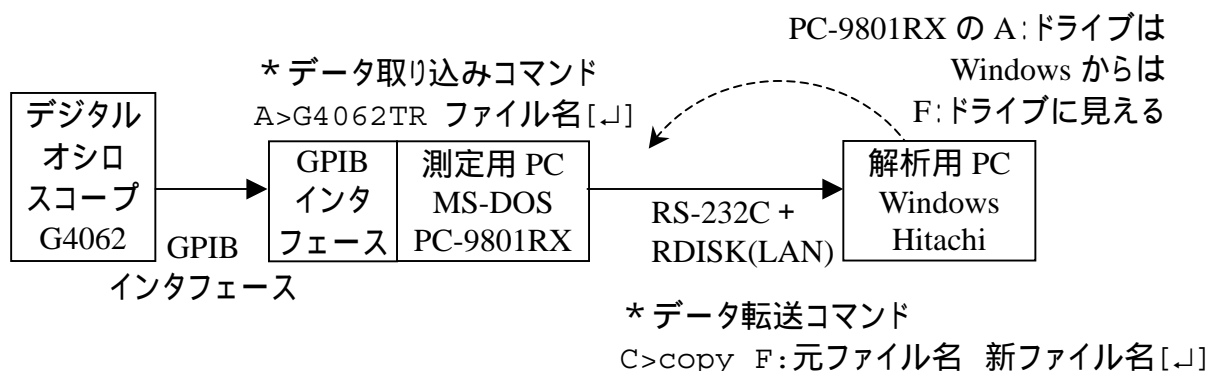 PC-9801RX の A:ドライブは
Windows からは
F:ドライブに見える
*データ取り込みコマンド
A>G4062TR ファイル名[↵]
デジタル
オシロ
スコープ
G4062
GPIB
インタフェース
GPIB
インタ
フェース
測定用 PC
MS-DOS
PC-9801RX
RS-232C +
RDISK(LAN)
解析用 PC
Windows
Hitachi
*データ転送コマンド
C>copy F:元ファイル名 新ファイル名[↵]